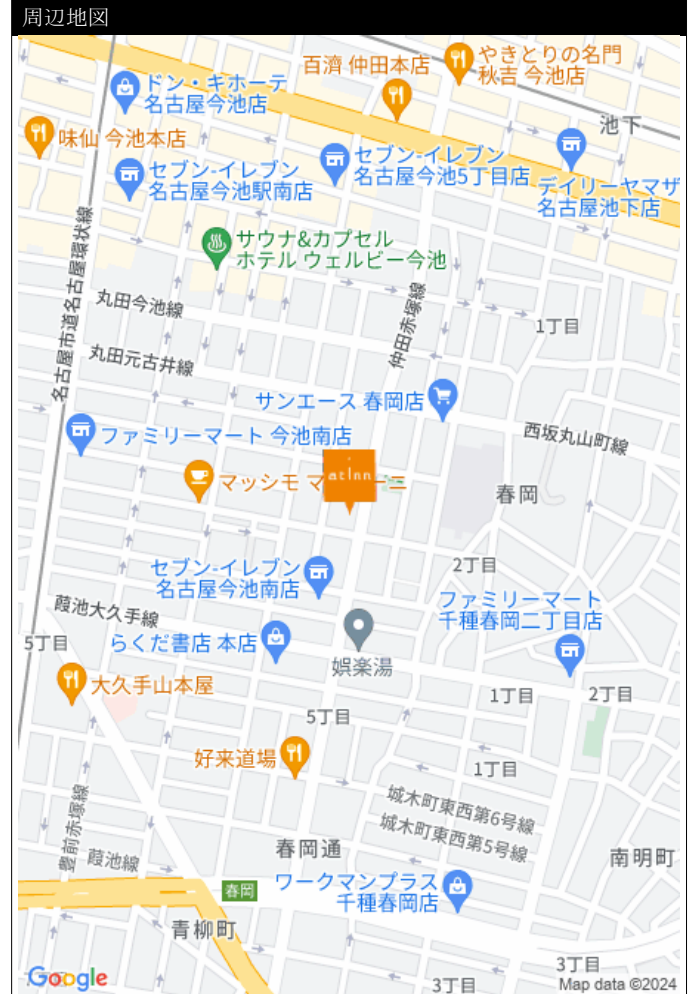 周辺地図
やきとりの名門
秋吉 今池店
百済 仲田本店
ドン・キホーテ
名古屋今池店
池下
味仙 今池本店
セブン-イレブン
名古屋今池5丁目店
セブン-イレブン
名古屋今池駅南店
デイリーヤマザ
名古屋池下店
サウナ&カプセル
ホテル ウェルビー今池
名古屋市道名古屋環状線
丸田今池線
仲田赤塚線
1丁目
丸田元古井線
サンエース 春岡店
西坂丸山町線
ファミリーマート 今池南店
マッシモ マ
ーニ
at Inn
春岡
2丁目
セブン-イレブン
名古屋今池南店
ファミリーマート
千種春岡二丁目店
葭池大久手線
5丁目
らくだ書店 本店
娯楽湯
大久手山本屋
1丁目
2丁目
5丁目
好来道場
1丁目
城木町東西第6号線
城木町東西第5号線
豊前赤塚線
葭池線
春岡通
南明町
春岡
ワークマンプラス
千種春岡店
青柳町
3丁目
3丁目
Google
Map data ©2024